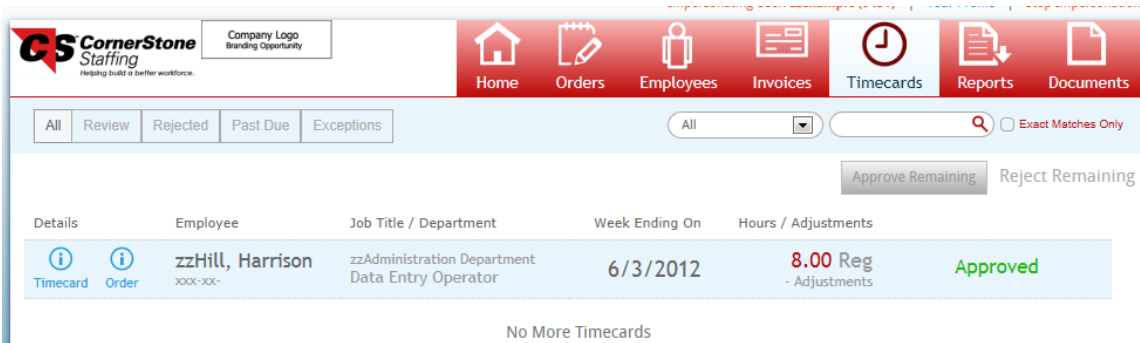 CornerStone
Staffing
Helping build a better workforce.
Company Logo
Branding Opportunity
Home Orders Employees Invoices Timecards Reports Documents
All Review Rejected Past Due Exceptions All Exact Matches Only
Approve Remaining Reject Remaining
Details Employee Job Title / Department Week Ending On Hours / Adjustments
zzHill, Harrison zzAdministration Department 6/3/2012 8.00 Reg Approved
Timecard Order xxx-xx- Data Entry Operator - Adjustments
No More Timecards